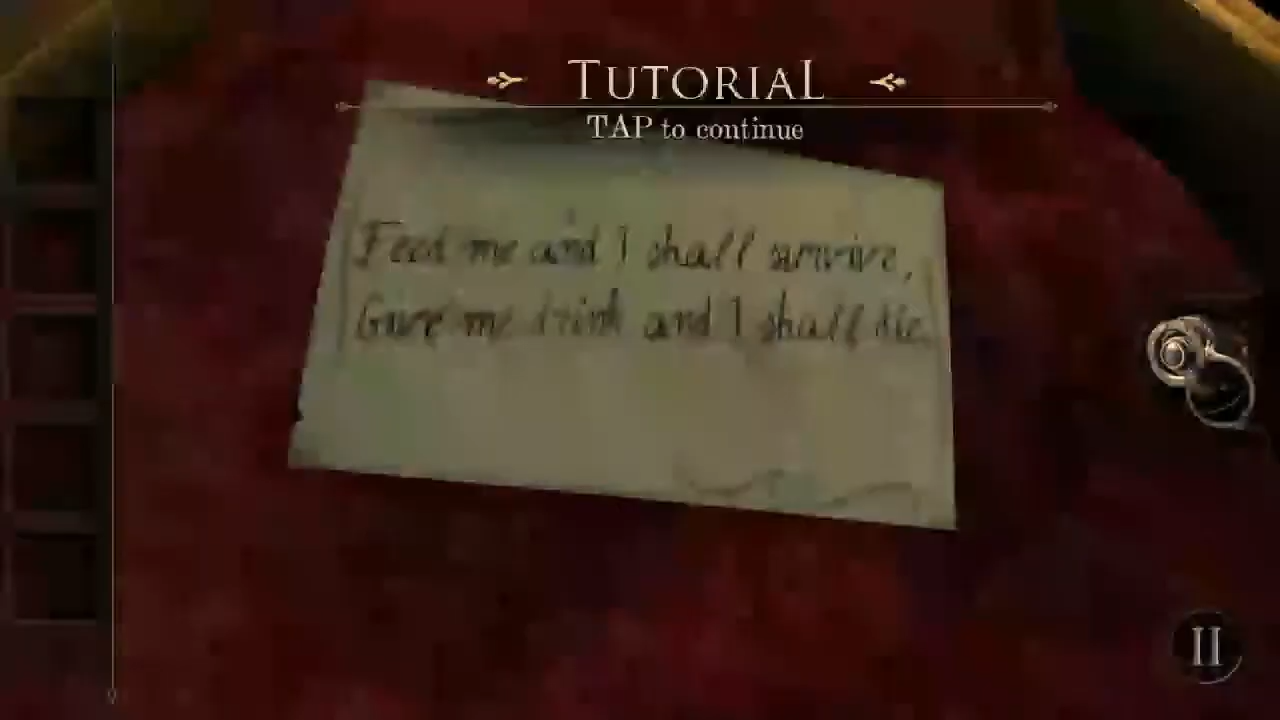 TUTORIAL
TAP to continue
Feed me and I shall survive,
Give me drink and I shall die.